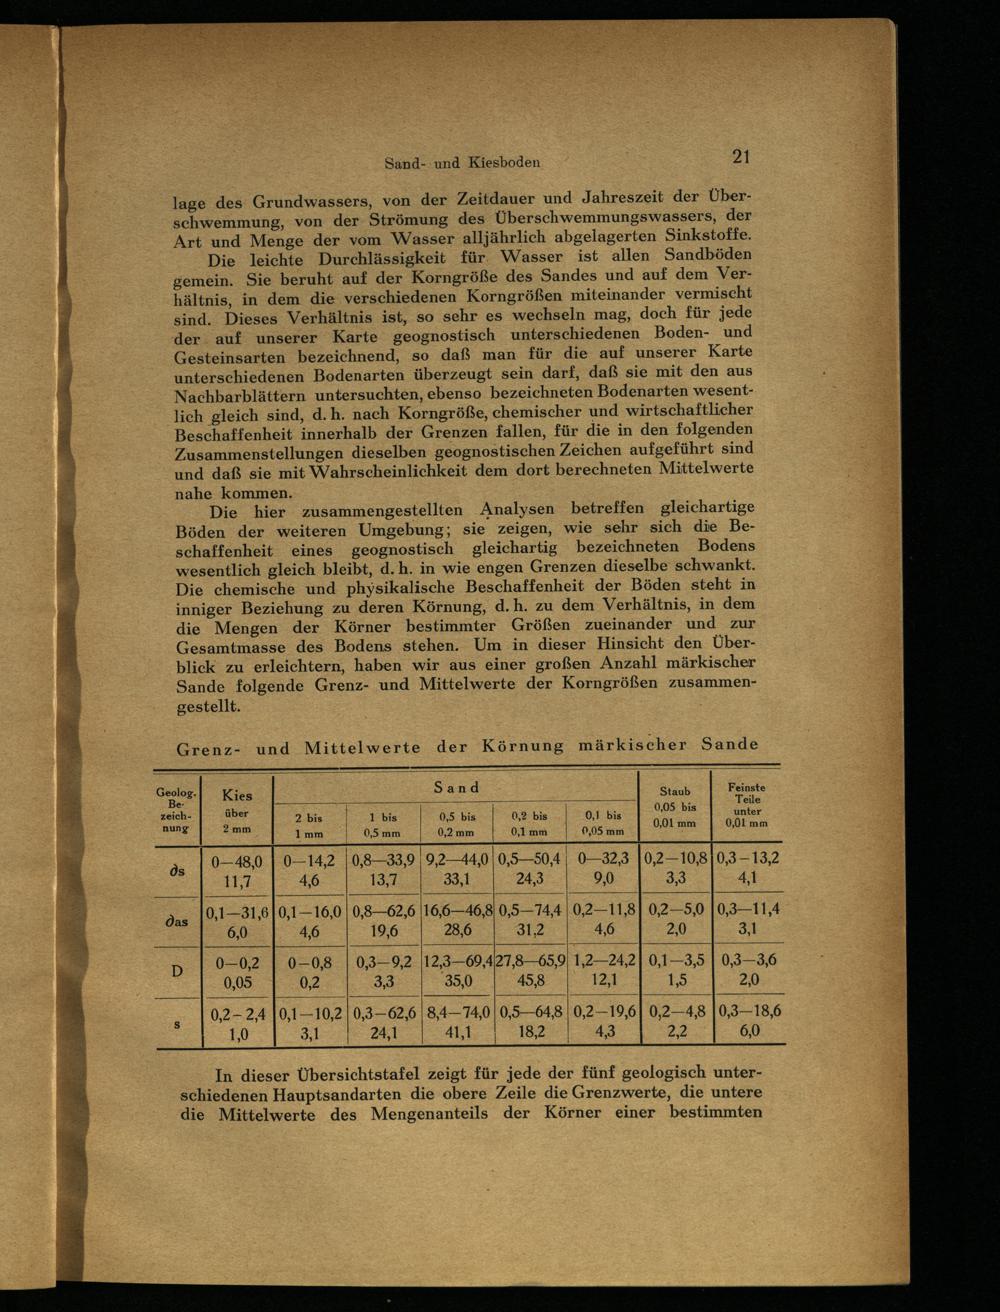 Sand- und Kiesboden 21
lage des Grundwassers, von der Zeitdauer und Jahreszeit der Über-
schwemmung, von der Strömung des Überschwemmungswassers, der
Art und Menge der vom Wasser alljährlich abgelagerten Sinkstoffe.
Die leichte Durchlässigkeit für Wasser ist allen Sandböden
gemein. Sie beruht auf der Korngröße des Sandes und auf dem Ver-
hältnis, in dem die verschiedenen Korngrößen miteinander vermischt
sind. Dieses Verhältnis ist, so sehr es wechseln mag, doch für jede
der auf unserer Karte geognostisch unterschiedenen Boden- und
Gesteinsarten bezeichnend, so daß man für die auf unserer Karte
unterschiedenen Bodenarten überzeugt sein darf, daß sie mit den aus
Nachbarblättern untersuchten, ebenso bezeichneten Bodenarten wesent-
lich gleich sind, d. h. nach Korngröße, chemischer und wirtschaftlicher
Beschaffenheit innerhalb der Grenzen fallen, für die in den folgenden
Zusammenstellungen dieselben geognostischen Zeichen aufgeführt sind
und daß sie mit Wahrscheinlichkeit dem dort berechneten Mittelwerte
nahe kommen.
Die hier zusammengestellten Analysen betreffen gleichartige
Böden der weiteren Umgebung; sie zeigen, wie sehr sich die Be-
schaffenheit eines geognostisch gleichartig bezeichneten Bodens
wesentlich gleich bleibt, d. h. in wie engen Grenzen dieselbe schwankt.
Die chemische und physikalische Beschaffenheit der Böden steht in
inniger Beziehung zu deren Körnung, d. h. zu dem Verhältnis, in dem
die Mengen der Körner bestimmter Größen zueinander und zur
Gesamtmasse des Bodens stehen. Um in dieser Hinsicht den Über-
blick zu erleichtern, haben wir aus einer großen Anzahl märkischer
Sande folgende Grenz- und Mittelwerte der Korngrößen zusammen-
gestellt.
Grenz- und Mittelwerte der Körnung märkischer Sande
Geolog. Be- zeich- nung Kies über 2 mm Sand Staub 0,05 bis 0,01 mm Feinste Teile unter 0,01 mm
2 bis 1 mm 1 bis 0,5 mm 0,5 bis 0,2 mm 0,2 bis 0,1 mm 0,1 bis 0,05 mm
∂s 0—48,0 0—14,2 0,8—33,9 9,2—44,0 0,5—50,4 0—32,3 0,2—10,8 0,3-13,2
11,7 4,6 13,7 33,1 24,3 9,0 3,3 4,1
∂as 0,1—31,6 0,1—16,0 0,8—62,6 16,6—46,8 0,5—74,4 0,2—11,8 0,2—5,0 0,3—11,4
6,0 4,6 19,6 28,6 31,2 4,6 2,0 3,1
D 0—0,2 0—0,8 0,3—9,2 12,3—69,4 27,8—65,9 1,2—24,2 0,1—3,5 0,3—3,6
0,05 0,2 3,3 35,0 45,8 12,1 1,5 2,0
s 0,2-2,4 0,1—10,2 0,3—62,6 8,4—74,0 0,5—64,8 0,2—19,6 0,2—4,8 0,3—18,6
1,0 3,1 24,1 41,1 18,2 4,3 2,2 6,0
In dieser Übersichtstafel zeigt für jede der fünf geologisch unter-
schiedenen Hauptsandarten die obere Zeile die Grenzwerte, die untere
die Mittelwerte des Mengenanteils der Körner einer bestimmten